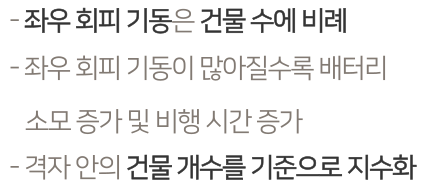 - 좌우 회피 기동은 건물 수에 비례
- 좌우 회피 기동이 많아질수록 배터리
소모 증가 및 비행 시간 증가
- 격자 안의 건물 개수를 기준으로 지수화